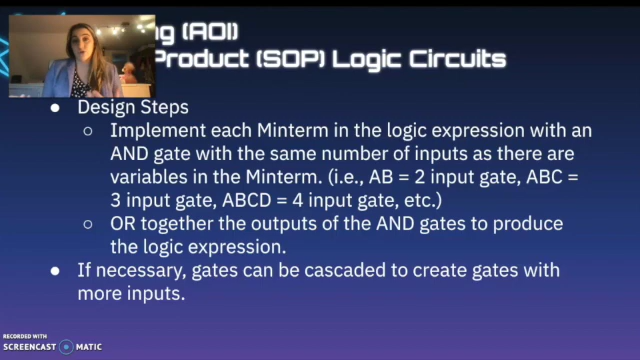 ng (AOI)
Product (SOP) Logic Circuits
● Design Steps
○ Implement each Minterm in the logic expression with an
AND gate with the same number of inputs as there are
variables in the Minterm. (i.e., AB = 2 input gate, ABC =
3 input gate, ABCD = 4 input gate, etc.)
○ OR together the outputs of the AND gates to produce
the logic expression.
● If necessary, gates can be cascaded to create gates with
more inputs.
RECORDED WITH
SCREENCAST MATIC